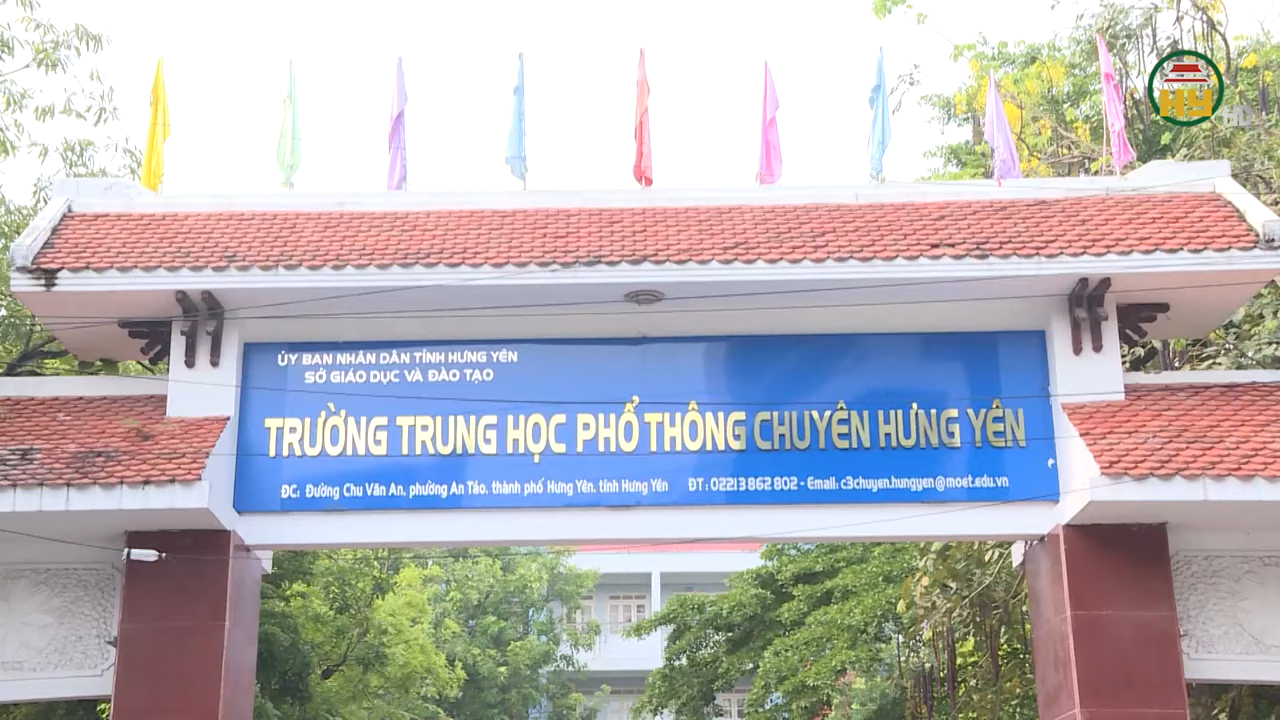 HY HD
ỦY BAN NHÂN DÂN TỈNH HƯNG YÊN
SỞ GIÁO DỤC VÀ ĐÀO TẠO
TRƯỜNG TRUNG HỌC PHỔ THÔNG CHUYÊN HƯNG YÊN
ĐC: Đường Chu Văn An, phường An Tảo, thành phố Hưng Yên, tỉnh Hưng Yên ĐT: 02213 862 802 - Email: c3chuyen.hungyen@moet.edu.vn